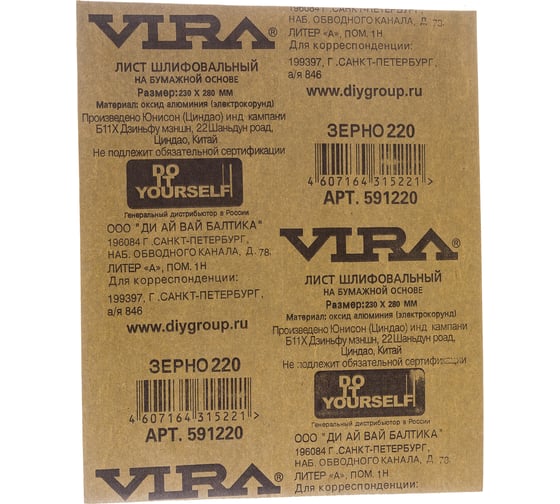 VIRA®
ЛИСТ ШЛИФОВАЛЬНЫЙ
НА БУМАЖНОЙ ОСНОВЕ
Размер: 230 X 280 ММ
Материал: оксид алюминия (электрокорунд)
Произведено Юнисон (Циндао) инд кампани
Б11Х Дзиньфу мэншн, 22 Шаньдун роад,
Циндао, Китай
Не подлежит обязательной сертификации
DO
IT
YOURSELF!
Генеральный дистрибьютор в России
ООО "ДИ АЙ ВАЙ БАЛТИКА"
196084 Г .САНКТ-ПЕТЕРБУРГ,
НАБ. ОБВОДНОГО КАНАЛА, Д. 78,
ЛИТЕР «А», ПОМ. 1Н
Для корреспонденции:
199397, Г .САНКТ-ПЕТЕРБУРГ,
а/я 846
www.diygroup.ru
ЗЕРНО 220
4 607164 315221 >
АРТ. 591220
VIRA®
196084 Г .САНКТ-ПЕТЕРБУРГ,
НАБ. ОБВОДНОГО КАНАЛА, Д. 78,
ЛИТЕР «А», ПОМ. 1Н
Для корреспонденции:
199397, Г .САНКТ-ПЕТЕРБУРГ,
а/я 846
www.diygroup.ru
ЗЕРНО 220
4 607164 315221 >
АРТ. 591220
VIRA®
ЛИСТ ШЛИФОВАЛЬНЫЙ
НА БУМАЖНОЙ ОСНОВЕ
Размер: 230 X 280 ММ
Материал: оксид алюминия (электрокорунд)
Произведено Юнисон (Циндао) инд кампани
Б11Х Дзиньфу мэншн, 22 Шаньдун роад,
Циндао, Китай
Не подлежит обязательной сертификации
DO
IT
YOURSELF!
Генеральный дистрибьютор в России
ООО "ДИ АЙ ВАЙ БАЛТИКА"
196084 Г .САНКТ-ПЕТЕРБУРГ,
НАБ. ОБВОДНОГО КАНАЛА, Д. 78,
ЛИТЕР «А», ПОМ. 1Н
Для корреспонденции: